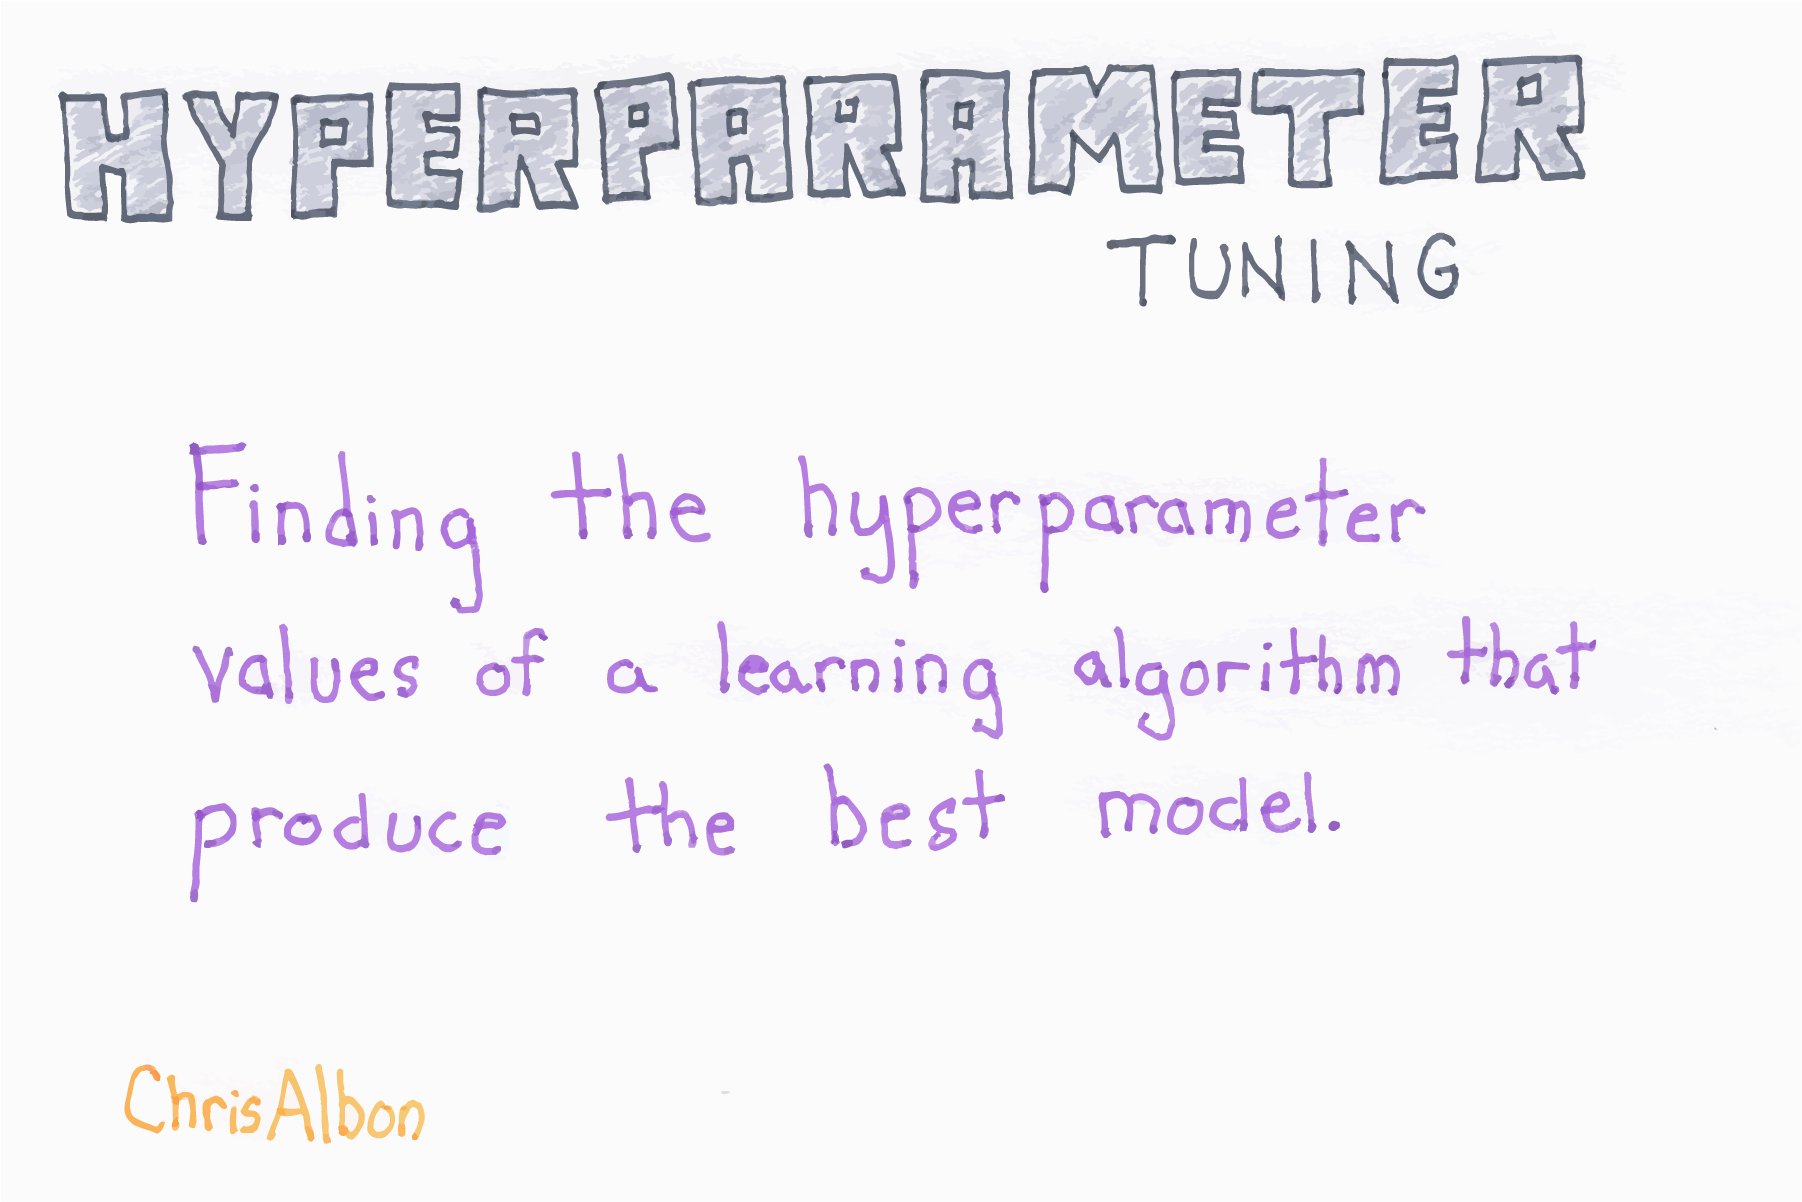 HYPERPARAMETER
TUNING
Finding the hyperparameter
values of a learning algorithm that
produce the best model.
ChrisAlbon